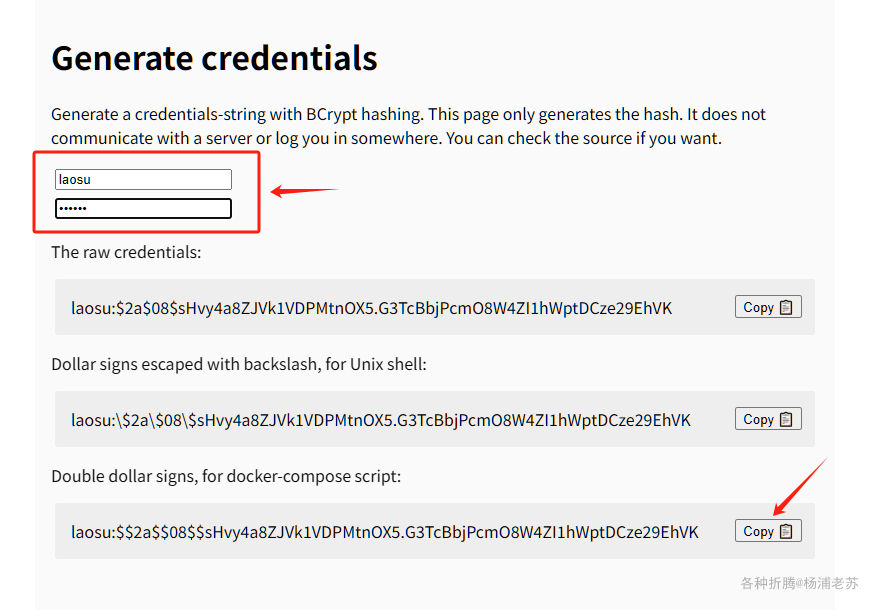 Generate credentials
Generate a credentials-string with BCrypt hashing. This page only generates the hash. It does not
communicate with a server or log you in somewhere. You can check the source if you want.
laosu
••••••
The raw credentials:
laosu:$2a$08$sHvy4a8ZJVk1VDPMtnOX5.G3TcBbjPcmO8W4ZI1hWptDCze29EhVK
Copy
Dollar signs escaped with backslash, for Unix shell:
laosu:\$2a\$08\$sHvy4a8ZJVk1VDPMtnOX5.G3TcBbjPcmO8W4ZI1hWptDCze29EhVK
Copy
Double dollar signs, for docker-compose script:
laosu:$$2a$$08$$sHvy4a8ZJVk1VDPMtnOX5.G3TcBbjPcmO8W4ZI1hWptDCze29EhVK
Copy
各种折腾@杨浦老苏